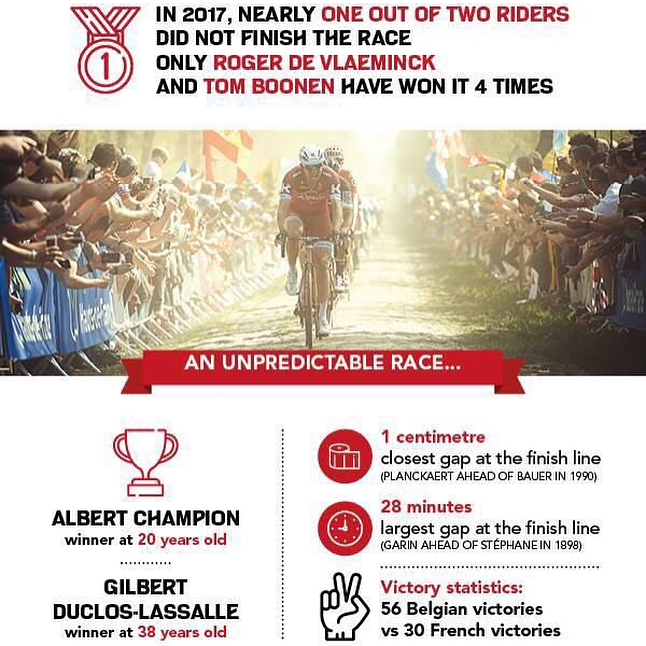 IN 2017, NEARLY ONE OUT OF TWO RIDERS
DID NOT FINISH THE RACE
ONLY ROGER DE VLAEMINCK
AND TOM BOONEN HAVE WON IT 4 TIMES
1
AN UNPREDICTABLE RACE...
ALBERT CHAMPION
winner at 20 years old
GILBERT
DUCLOS-LASSALLE
winner at 38 years old
1 centimetre
closest gap at the finish line
(PLANCKAERT AHEAD OF BAUER IN 1990)
28 minutes
largest gap at the finish line
(GARIN AHEAD OF STÉPHANE IN 1898)
Victory statistics:
56 Belgian victories
vs 30 French victories